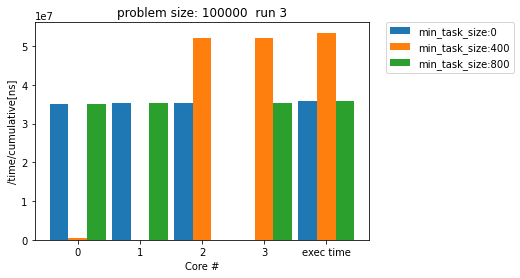 problem size: 100000  run 3
1e7
/time/cumulative[ns]
5
4
3
2
1
0
0 1 2 3 exec time
Core #
min_task_size:0
min_task_size:400
min_task_size:800